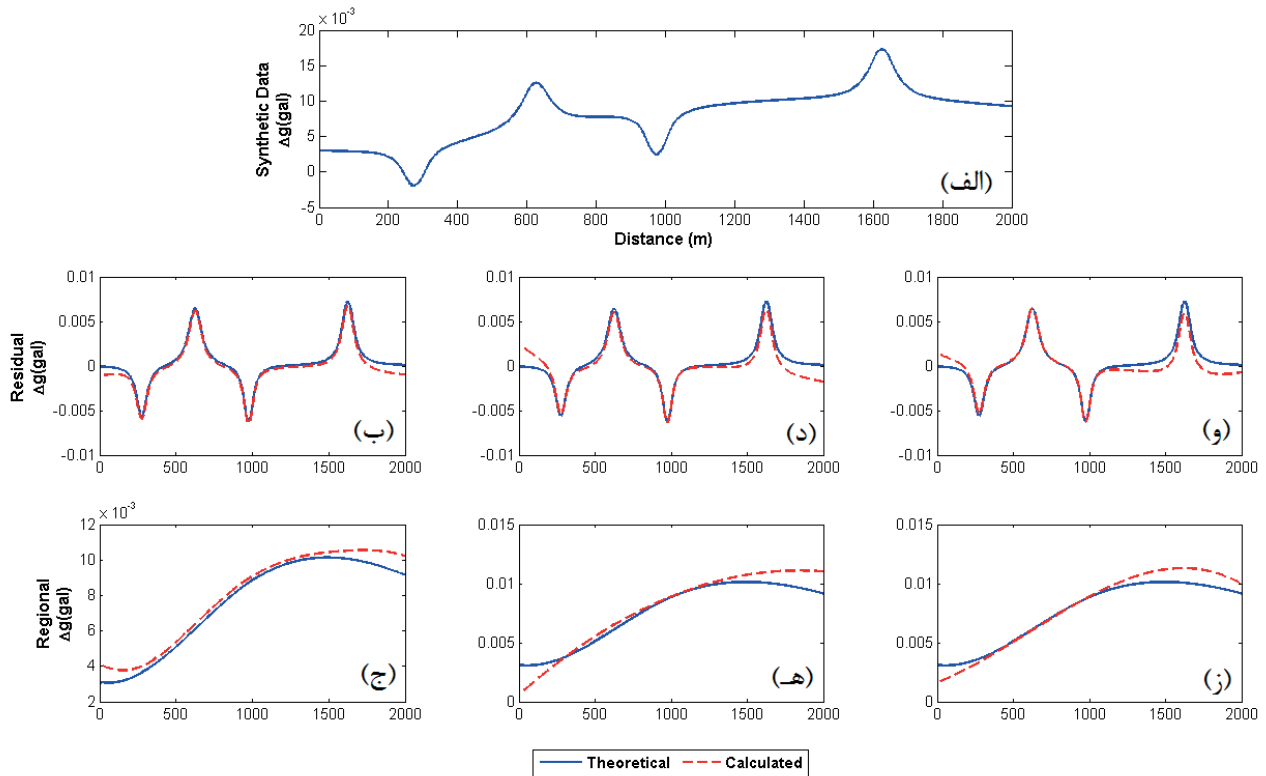 × 10⁻³
20
15
10
5
0
-5
Synthetic Data
Δg(gal)
(الف)
0 200 400 600 800 1000 1200 1400 1600 1800 2000
Distance (m)
Residual
Δg(gal)
0.01
0.005
0
-0.005
-0.01
(ب)
0 500 1000 1500 2000
0.01
0.005
0
-0.005
-0.01
(د)
0 500 1000 1500 2000
0.01
0.005
0
-0.005
-0.01
(و)
0 500 1000 1500 2000
Regional
Δg(gal)
× 10⁻³
12
10
8
6
4
2
(ج)
0 500 1000 1500 2000
0.015
0.01
0.005
0
(هـ)
0 500 1000 1500 2000
0.015
0.01
0.005
0
(ز)
0 500 1000 1500 2000
Theoretical Calculated